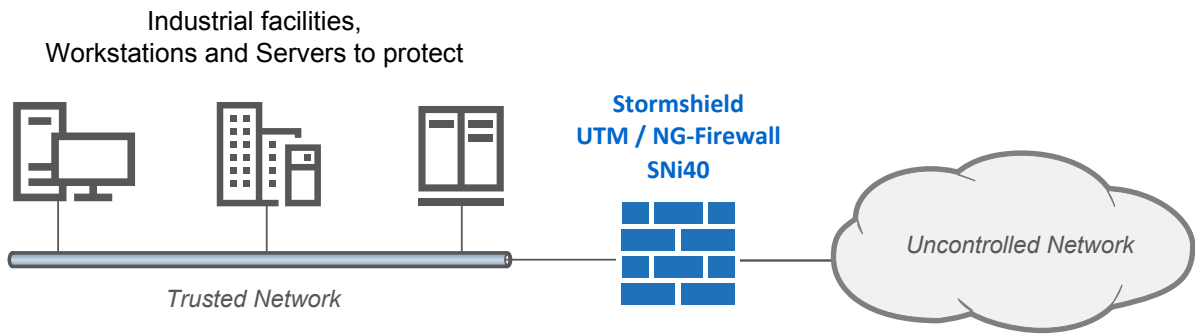 Industrial facilities,
Workstations and Servers to protect
Stormshield
UTM / NG-Firewall
SNi40
Uncontrolled Network
Trusted Network